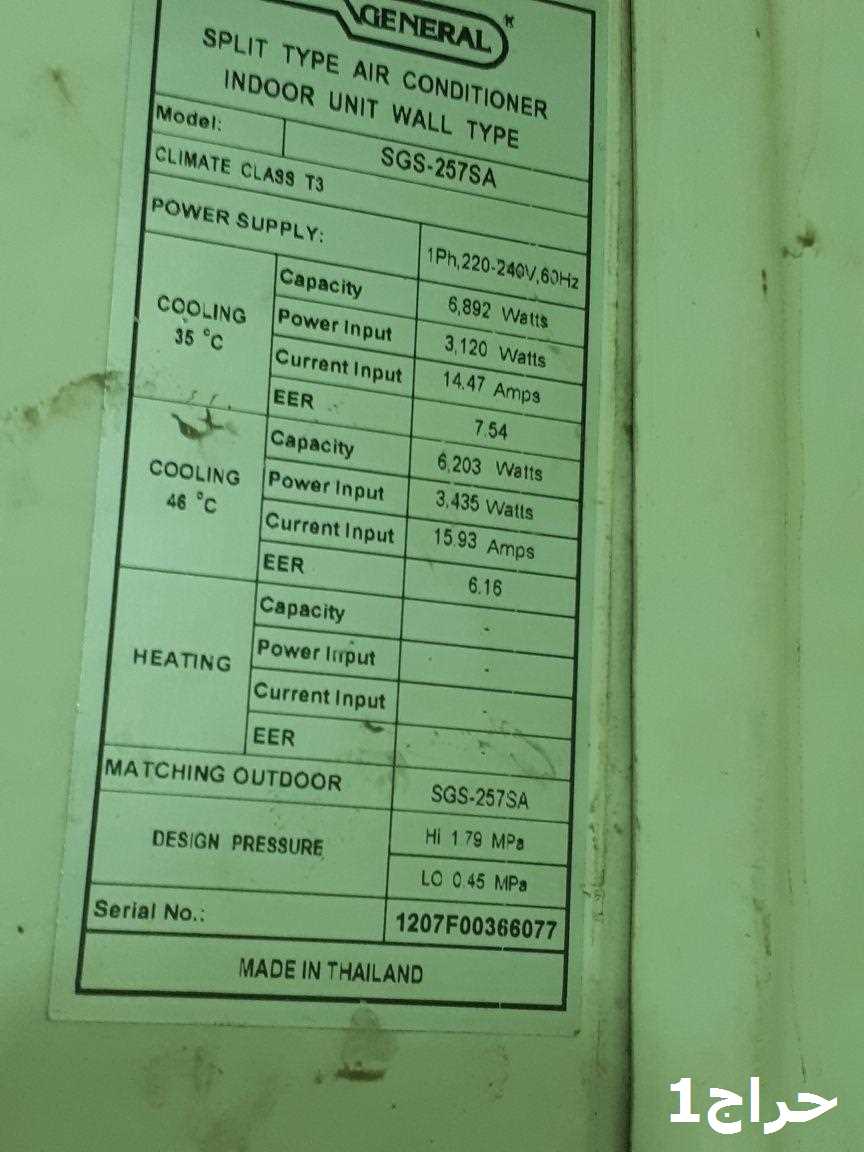 GENERAL
SPLIT TYPE AIR CONDITIONER
INDOOR UNIT WALL TYPE
Model: SGS-257SA
CLIMATE CLASS T3
POWER SUPPLY: 1Ph,220-240V,60Hz
COOLING 35 °C
Capacity 6,892 Watts
Power Input 3,120 Watts
Current Input 14.47 Amps
EER 7.54
COOLING 46 °C
Capacity 6,203 Watts
Power Input 3,435 Watts
Current Input 15.93 Amps
EER 6.16
HEATING
Capacity -
Power Input -
Current Input
EER
MATCHING OUTDOOR SGS-257SA
DESIGN PRESSURE
Hi 1.79 MPa
LO 0.45 MPa
Serial No.: 1207F00366077
MADE IN THAILAND
حراج1